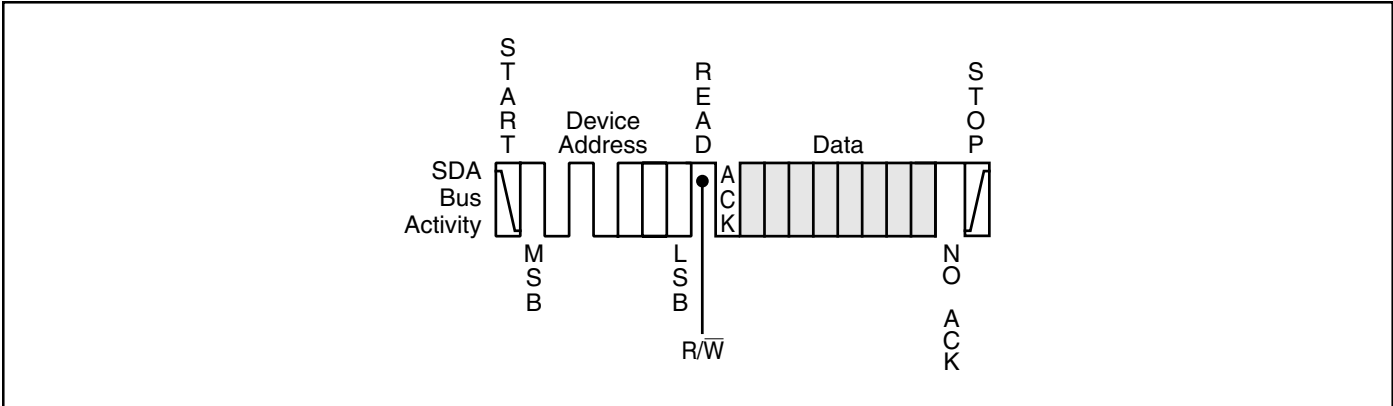 START
READ
STOP
Device
Address
Data
SDA
Bus
Activity
ACK
MSB
LSB
NO ACK
R/W̅